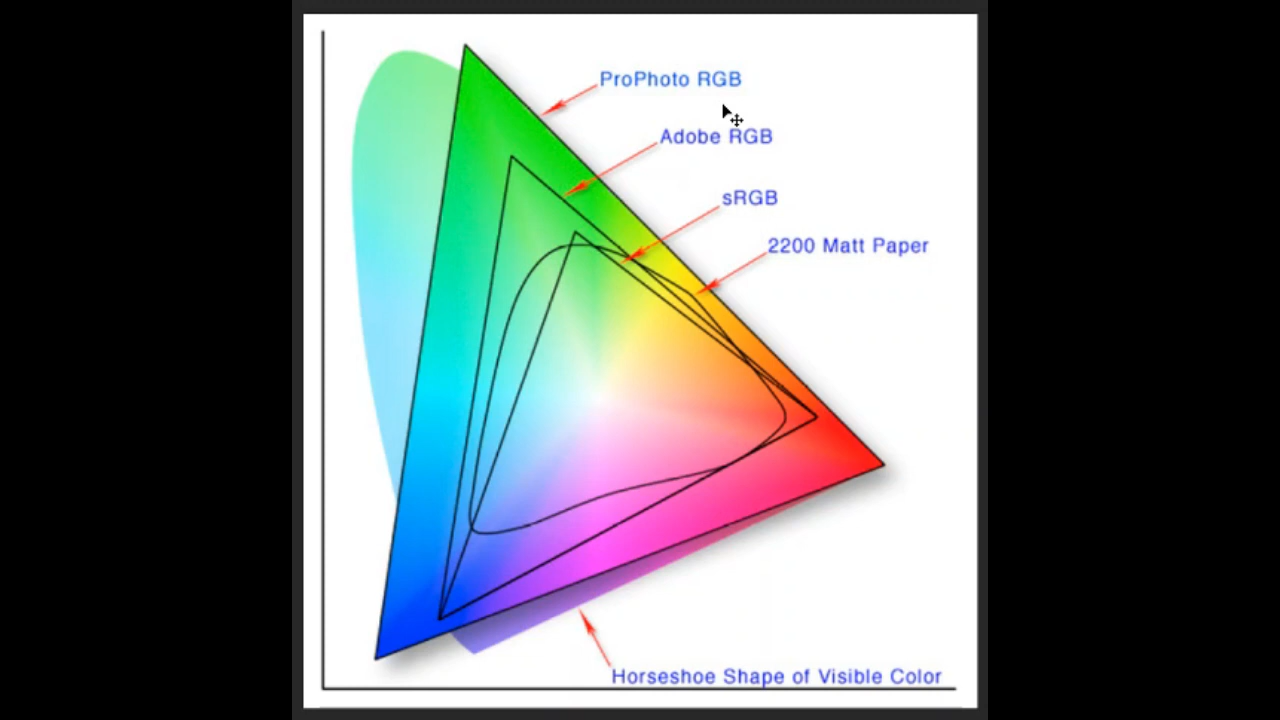 ProPhoto RGB
Adobe RGB
sRGB
2200 Matt Paper
Horseshoe Shape of Visible Color